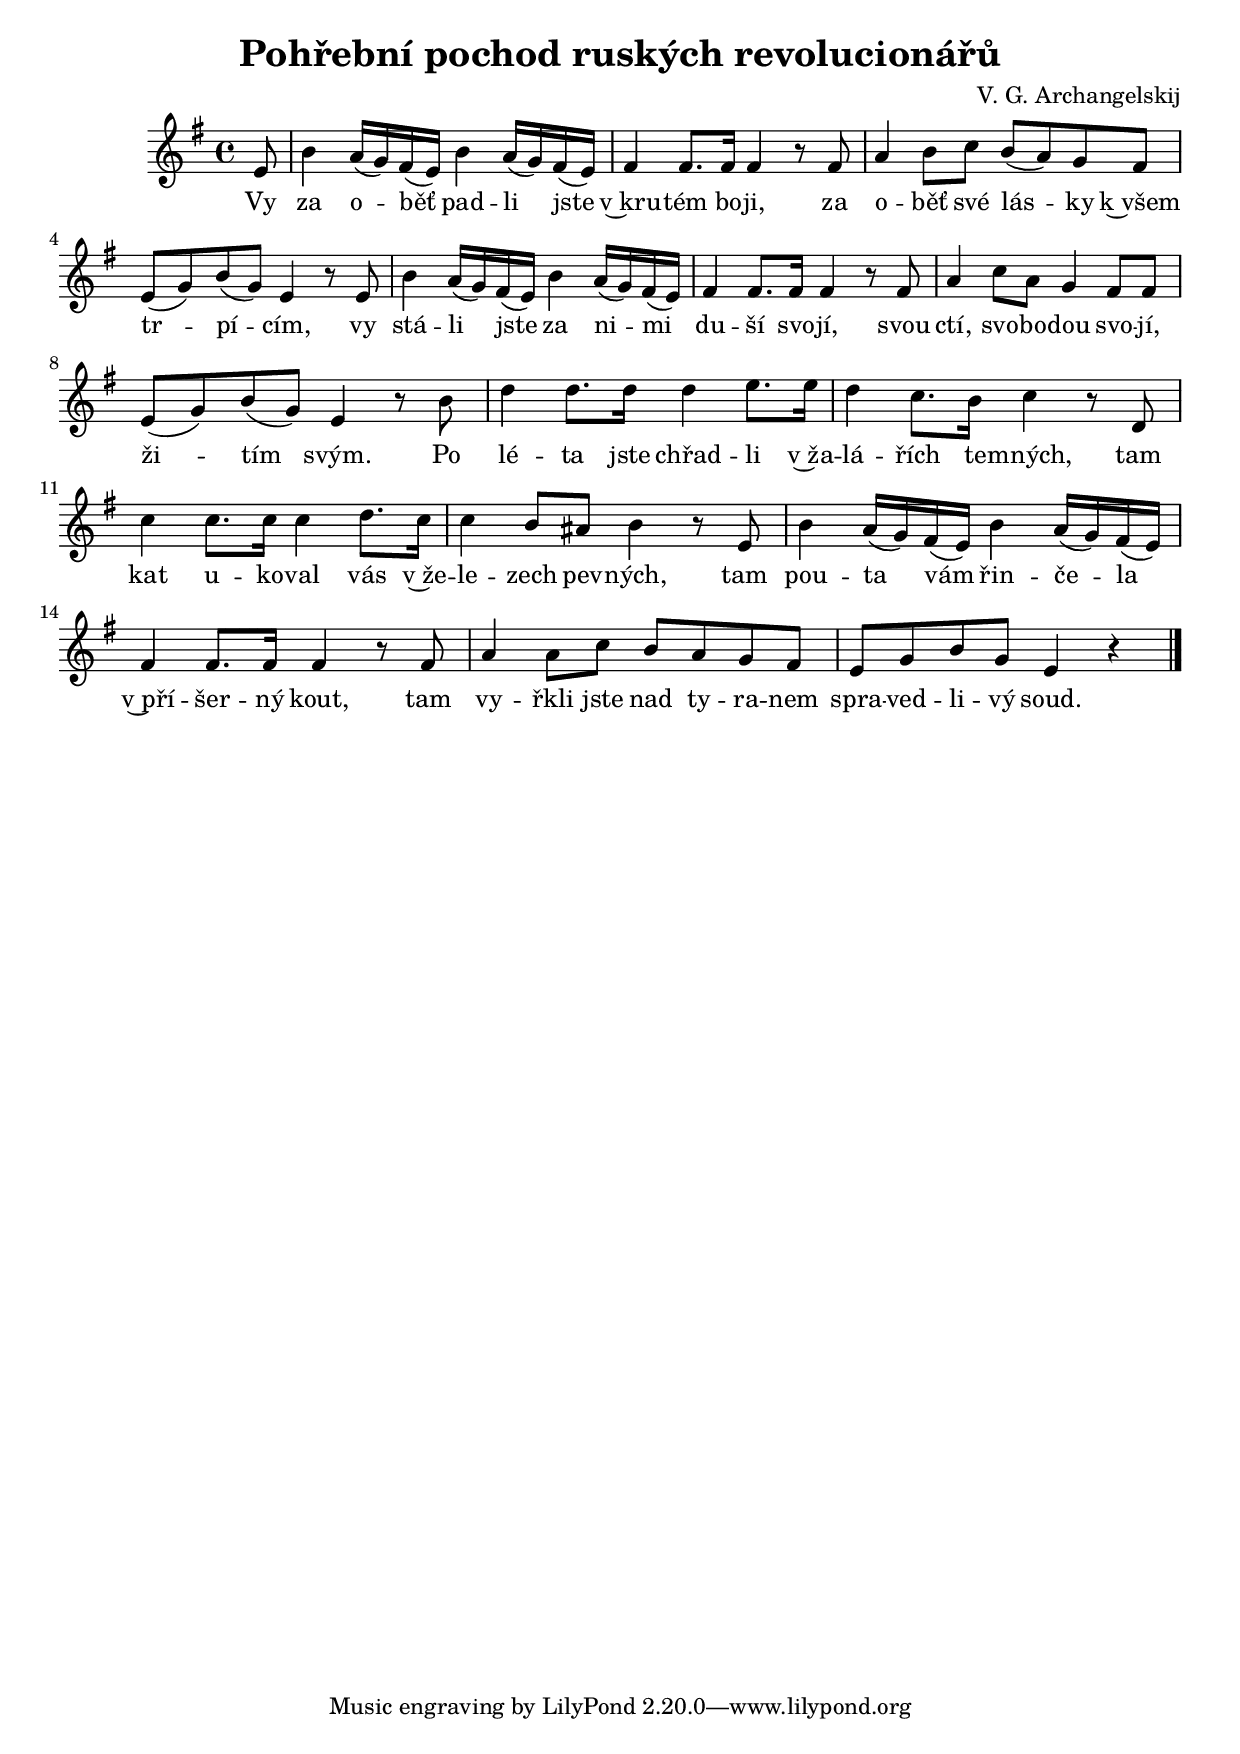 Pohřební pochod ruských revolucionářů
V. G. Archangelskij
Vy za o -- běť pad -- li jste v‿krutém boji, za o -- běť své lás -- ky k‿všem
4
tr -- pí -- cím, vy stá -- li jste za ni -- mi du -- ší svojí, svou ctí, svobodou svo -- jí,
8
ži -- tím svým. Po lé -- ta jste chřad -- li v‿ža -- lá -- řích temných, tam
11
kat u -- koval vás v‿že -- le -- zech pevných, tam pou -- ta vám řin -- če -- la
14
v‿pří -- šer -- ný kout, tam vy -- řkli jste nad ty -- ra -- nem spra -- ved -- li -- vý soud.
Music engraving by LilyPond 2.20.0—www.lilypond.org